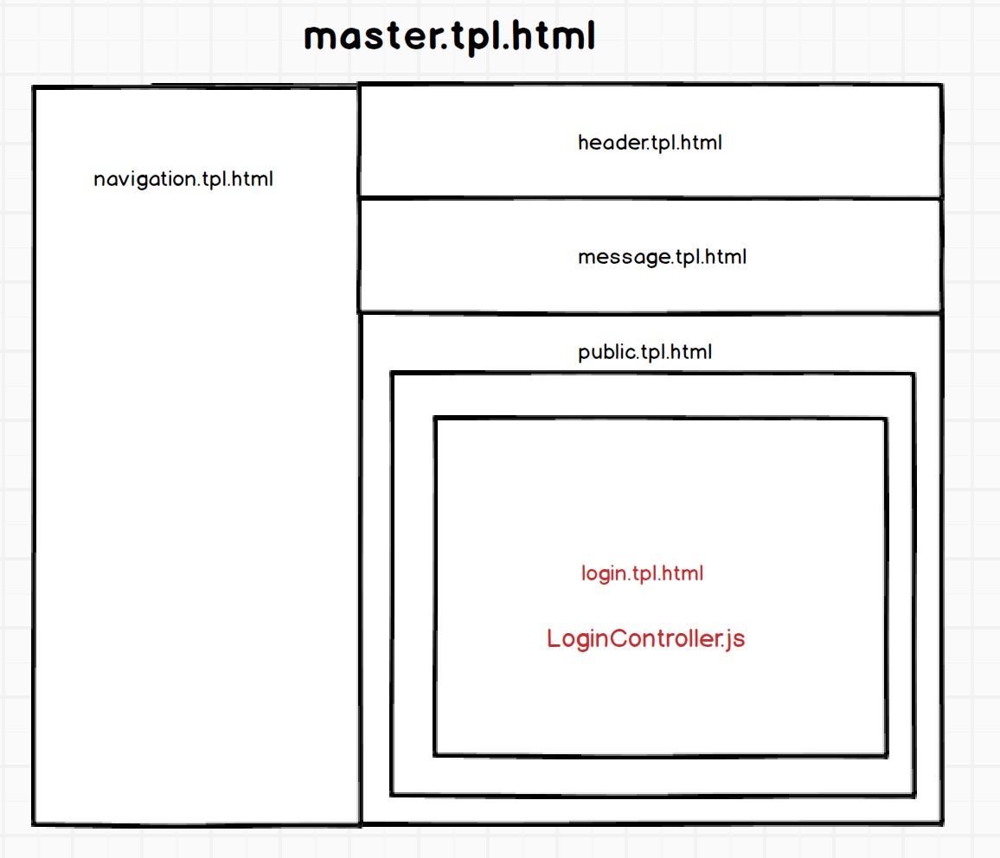 master.tpl.html
navigation.tpl.html
header.tpl.html
message.tpl.html
public.tpl.html
login.tpl.html
LoginController.js